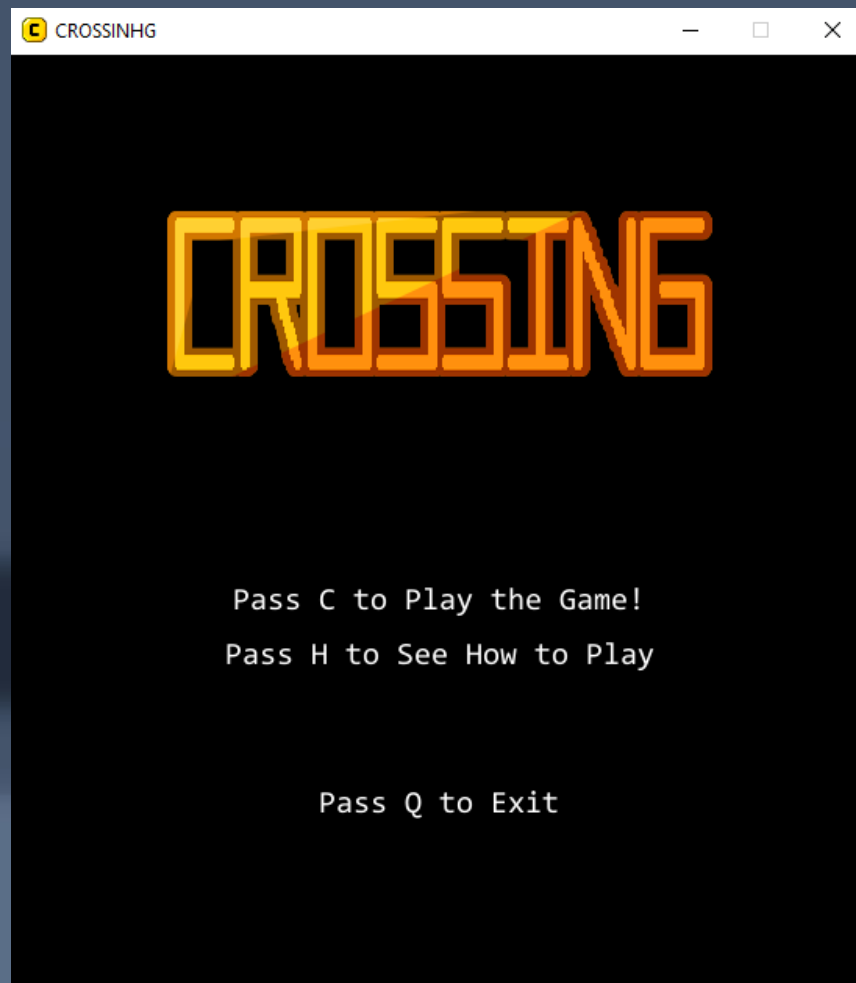 C CROSSINHG
CROSSING
Pass C to Play the Game!
Pass H to See How to Play
Pass Q to Exit